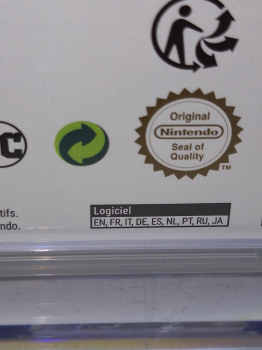 Original
Nintendo
Seal of
Quality
TM
C
tifs.
ndo.
Logiciel
EN, FR, IT, DE, ES, NL, PT, RU, JA